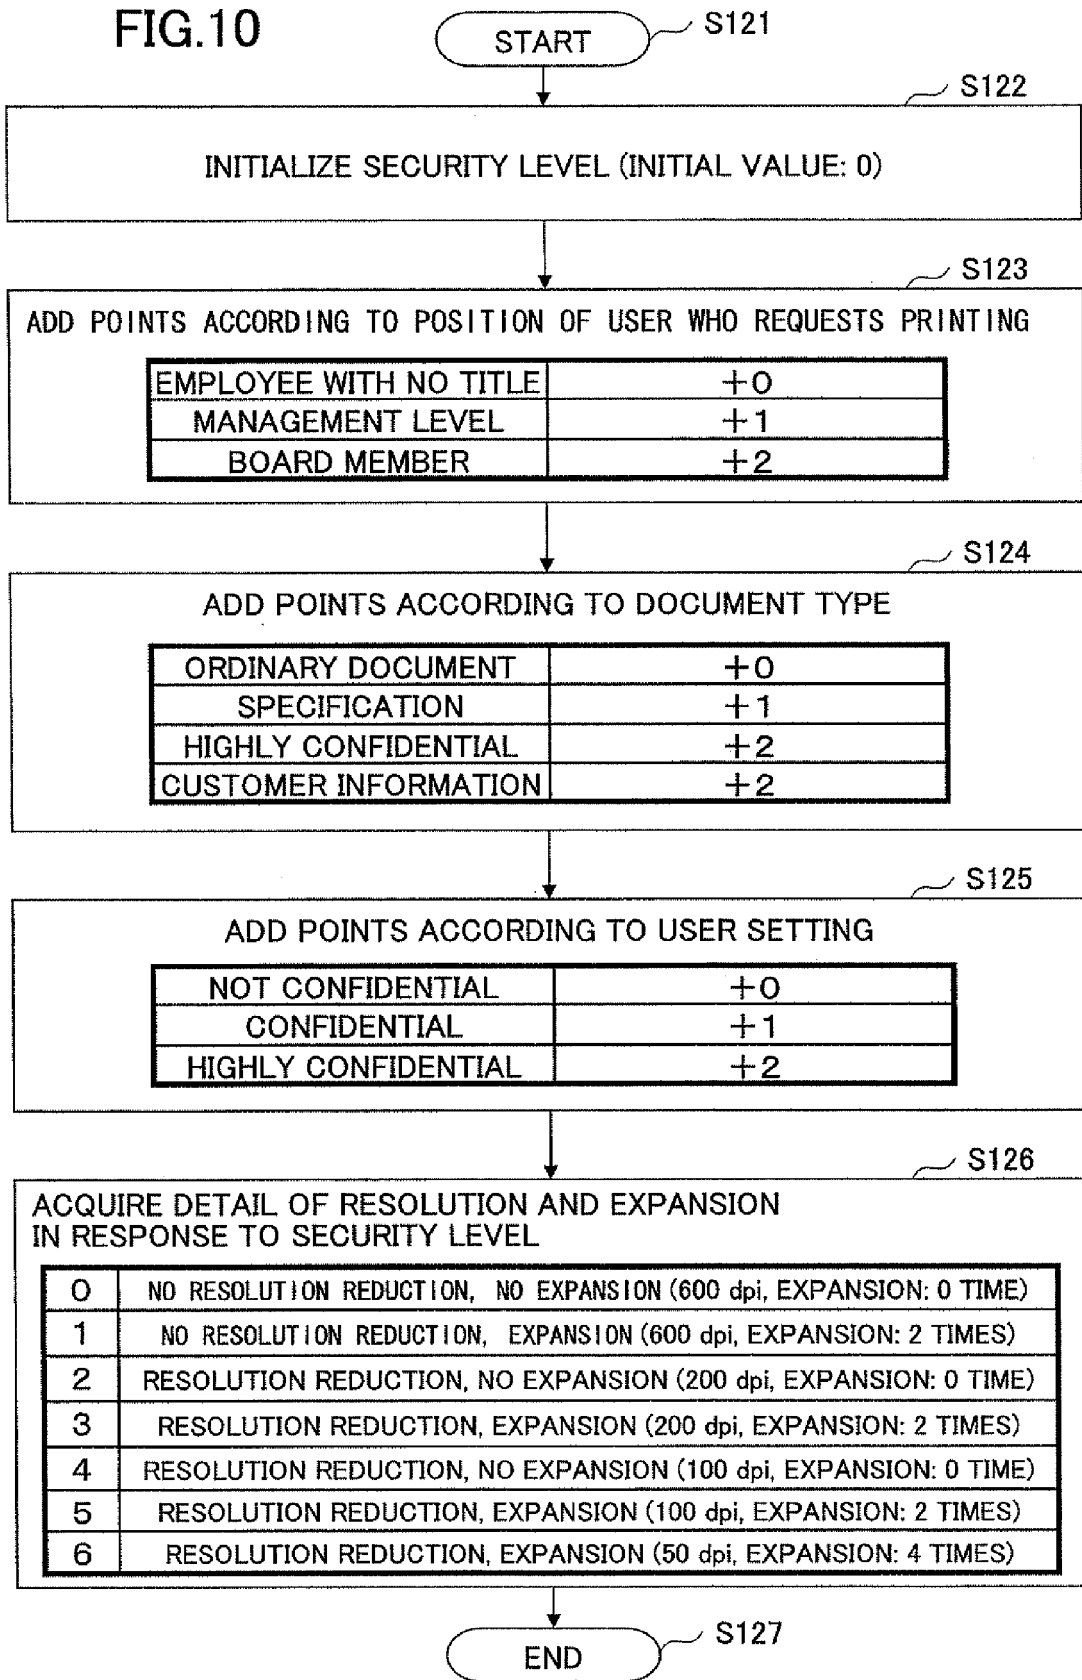 FIG.10
START
S121
S122
INITIALIZE SECURITY LEVEL (INITIAL VALUE: 0)
S123
ADD POINTS ACCORDING TO POSITION OF USER WHO REQUESTS PRINTING
EMPLOYEE WITH NO TITLE +0
MANAGEMENT LEVEL +1
BOARD MEMBER +2
S124
ADD POINTS ACCORDING TO DOCUMENT TYPE
ORDINARY DOCUMENT +0
SPECIFICATION +1
HIGHLY CONFIDENTIAL +2
CUSTOMER INFORMATION +2
S125
ADD POINTS ACCORDING TO USER SETTING
NOT CONFIDENTIAL +0
CONFIDENTIAL +1
HIGHLY CONFIDENTIAL +2
S126
ACQUIRE DETAIL OF RESOLUTION AND EXPANSION
IN RESPONSE TO SECURITY LEVEL
0 NO RESOLUTION REDUCTION, NO EXPANSION (600 dpi, EXPANSION: 0 TIME)
1 NO RESOLUTION REDUCTION, EXPANSION (600 dpi, EXPANSION: 2 TIMES)
2 RESOLUTION REDUCTION, NO EXPANSION (200 dpi, EXPANSION: 0 TIME)
3 RESOLUTION REDUCTION, EXPANSION (200 dpi, EXPANSION: 2 TIMES)
4 RESOLUTION REDUCTION, NO EXPANSION (100 dpi, EXPANSION: 0 TIME)
5 RESOLUTION REDUCTION, EXPANSION (100 dpi, EXPANSION: 2 TIMES)
6 RESOLUTION REDUCTION, EXPANSION (50 dpi, EXPANSION: 4 TIMES)
END
S127